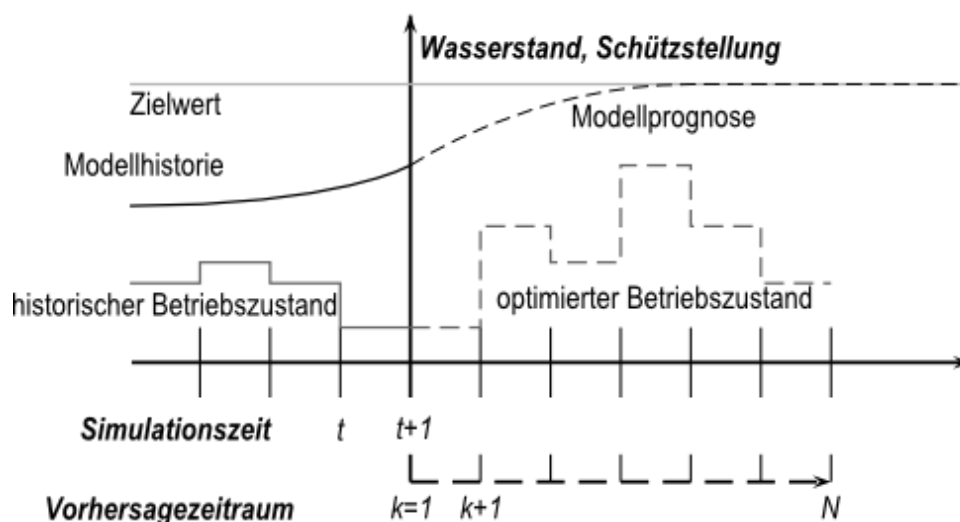 Wasserstand, Schützstellung
Zielwert
Modellprognose
Modellhistorie
historischer Betriebszustand
optimierter Betriebszustand
Simulationszeit t t+1
Vorhersagezeitraum k=1 k+1 N